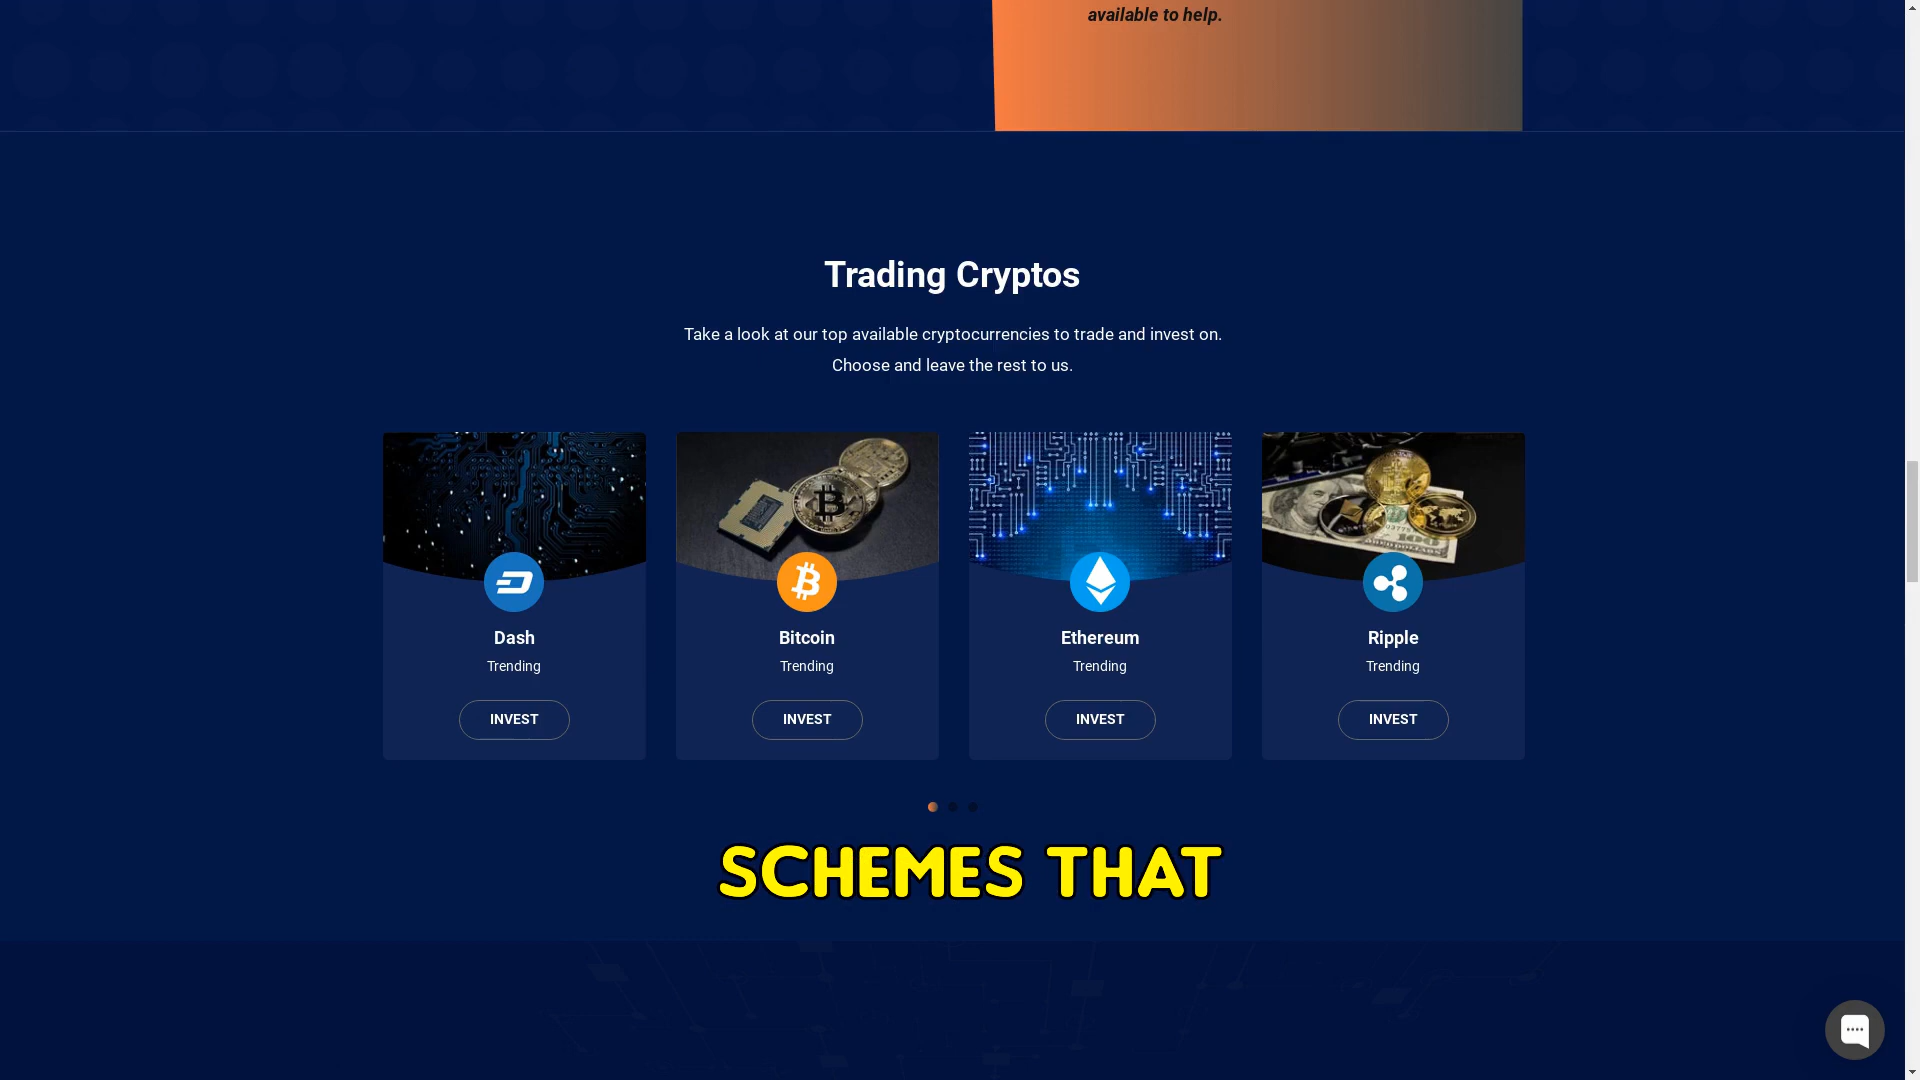 available to help.
Trading Cryptos
Take a look at our top available cryptocurrencies to trade and invest on.
Choose and leave the rest to us.
Dash
Trending
INVEST
Bitcoin
Trending
INVEST
Ethereum
Trending
INVEST
Ripple
Trending
INVEST
SCHEMES THAT